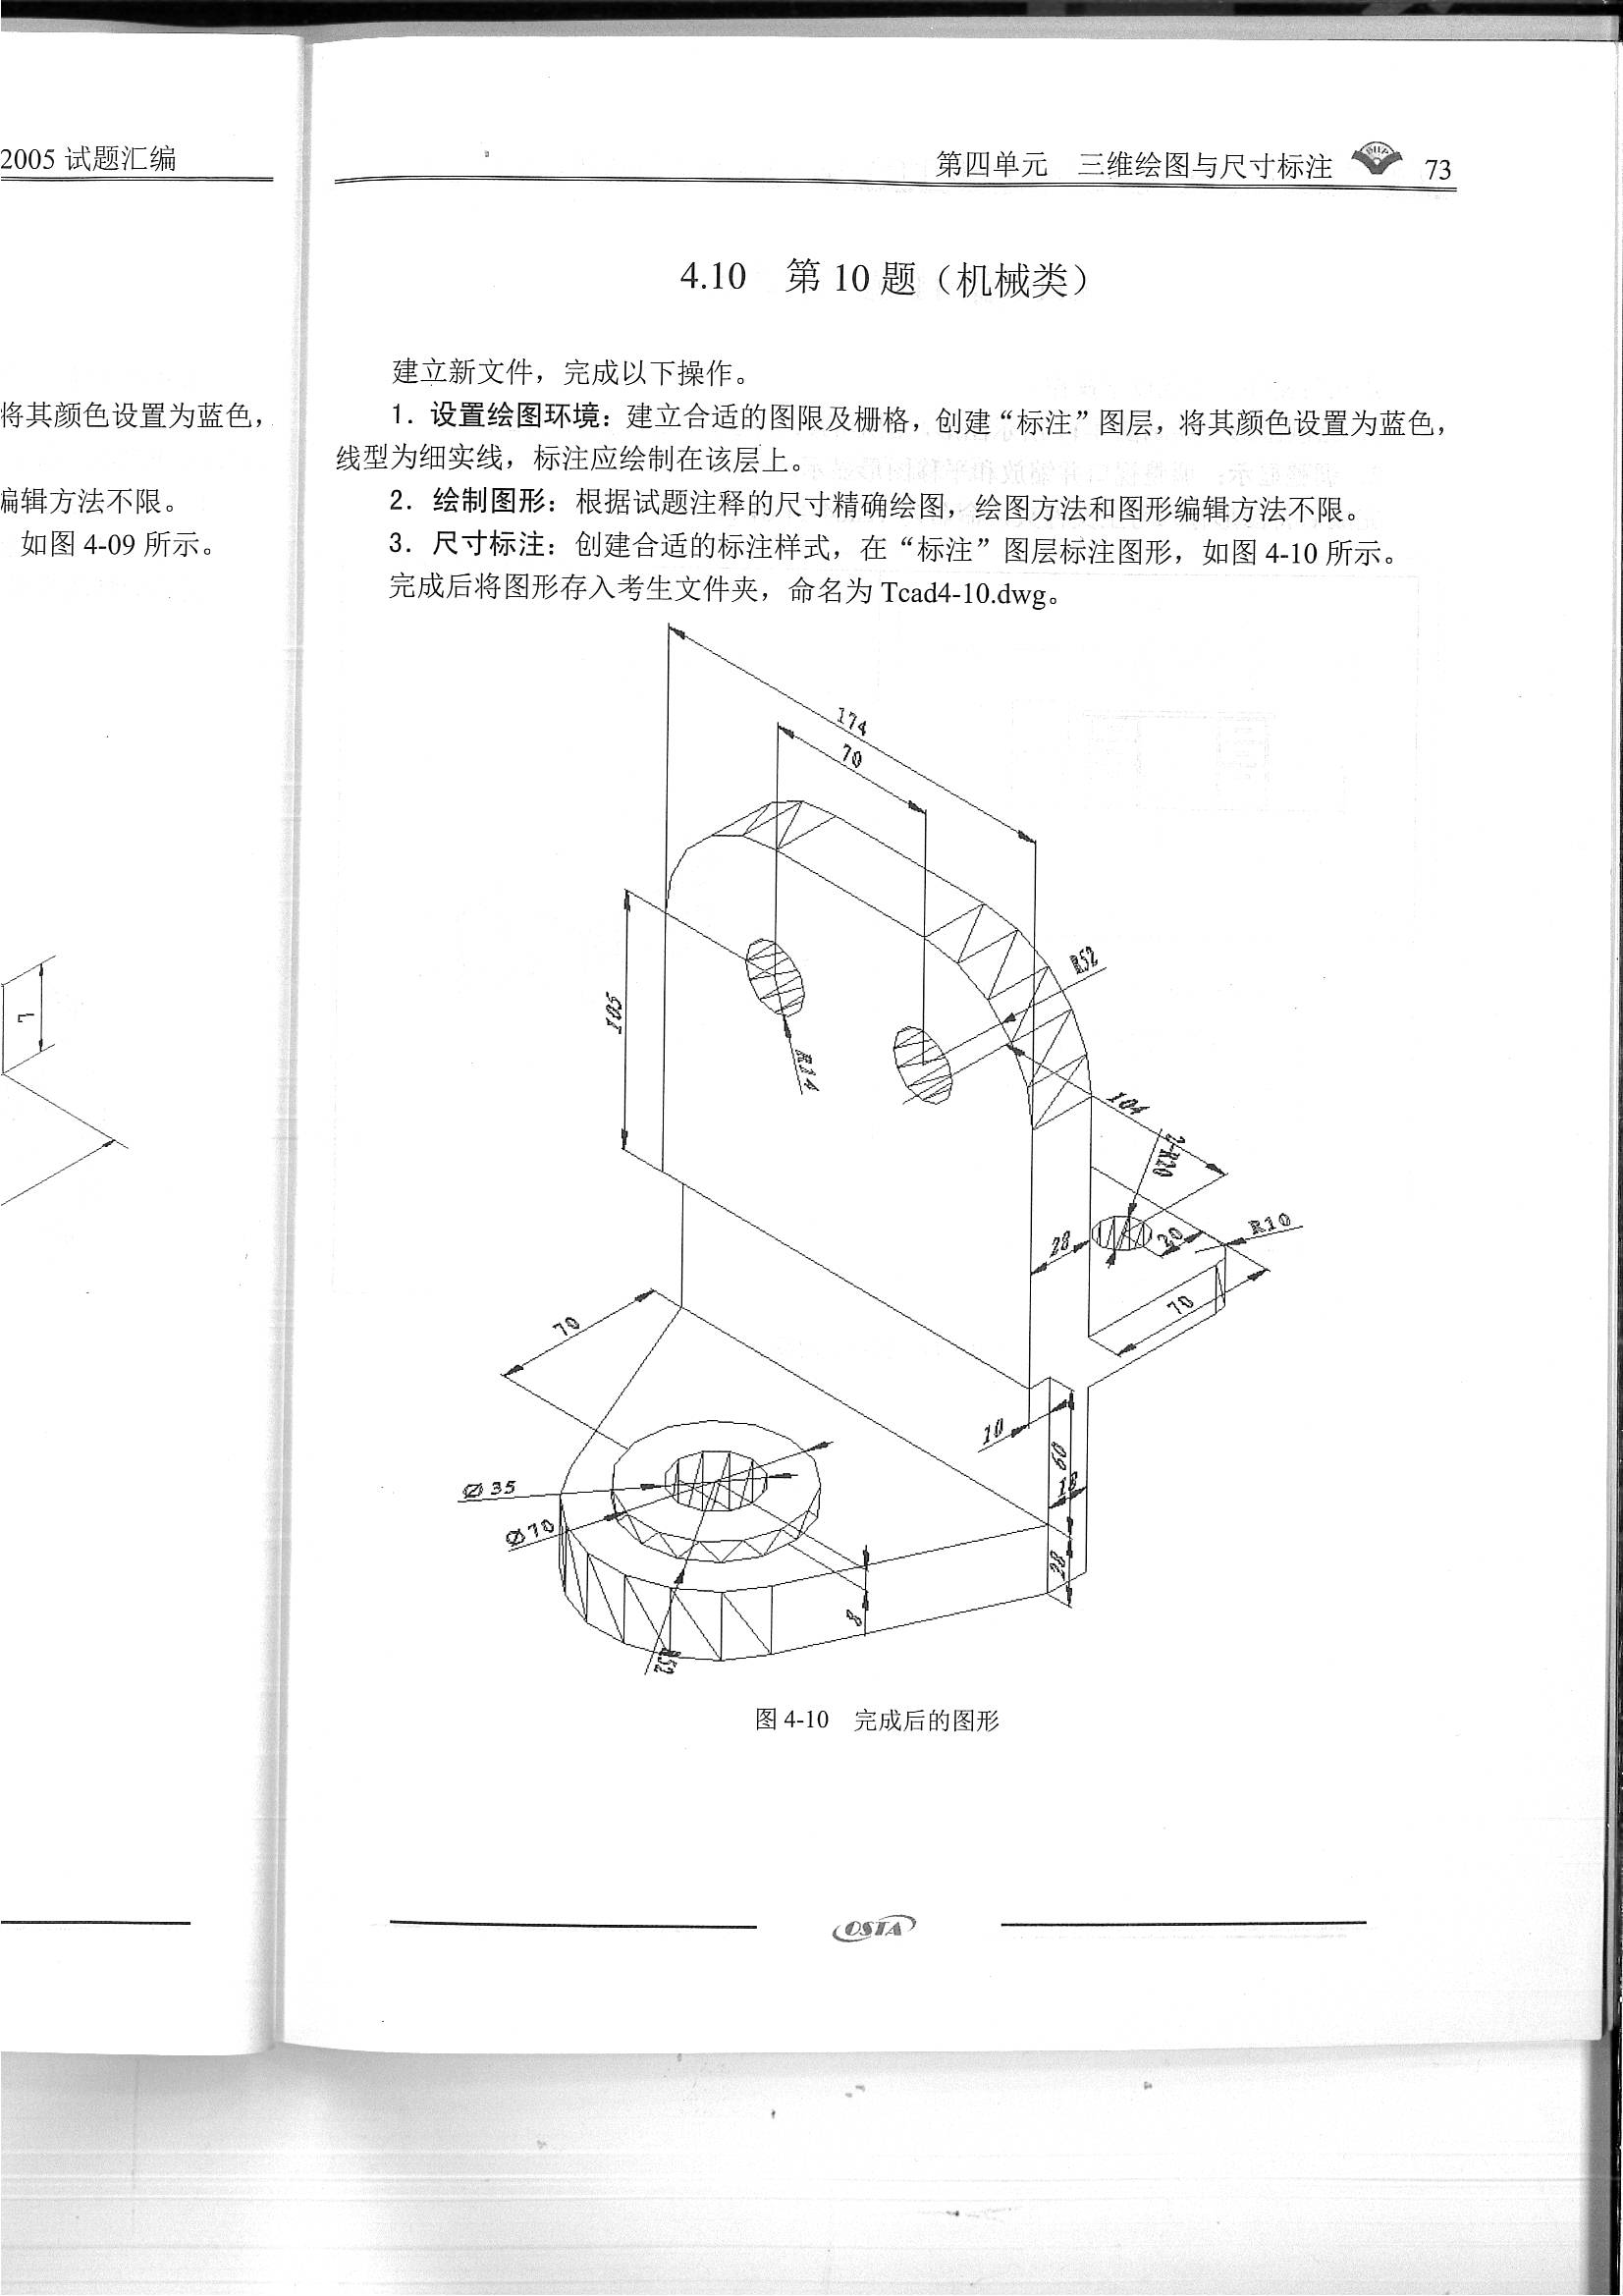 2005 试题汇编
将其颜色设置为蓝色,
编辑方法不限。
如图 4-09 所示。
7
第四单元 三维绘图与尺寸标注 73
4.10 第 10 题（机械类）
建立新文件，完成以下操作。
1．设置绘图环境：建立合适的图限及栅格，创建“标注”图层，将其颜色设置为蓝色，
线型为细实线，标注应绘制在该层上。
2．绘制图形：根据试题注释的尺寸精确绘图，绘图方法和图形编辑方法不限。
3．尺寸标注：创建合适的标注样式，在“标注”图层标注图形，如图 4-10 所示。
完成后将图形存入考生文件夹，命名为 Tcad4-10.dwg。
174
70
R52
105
R14
104
2-R20
28
20
R10
70
70
10
60
18
Ø35
Ø70
28
8
R52
图 4-10 完成后的图形
OSTA